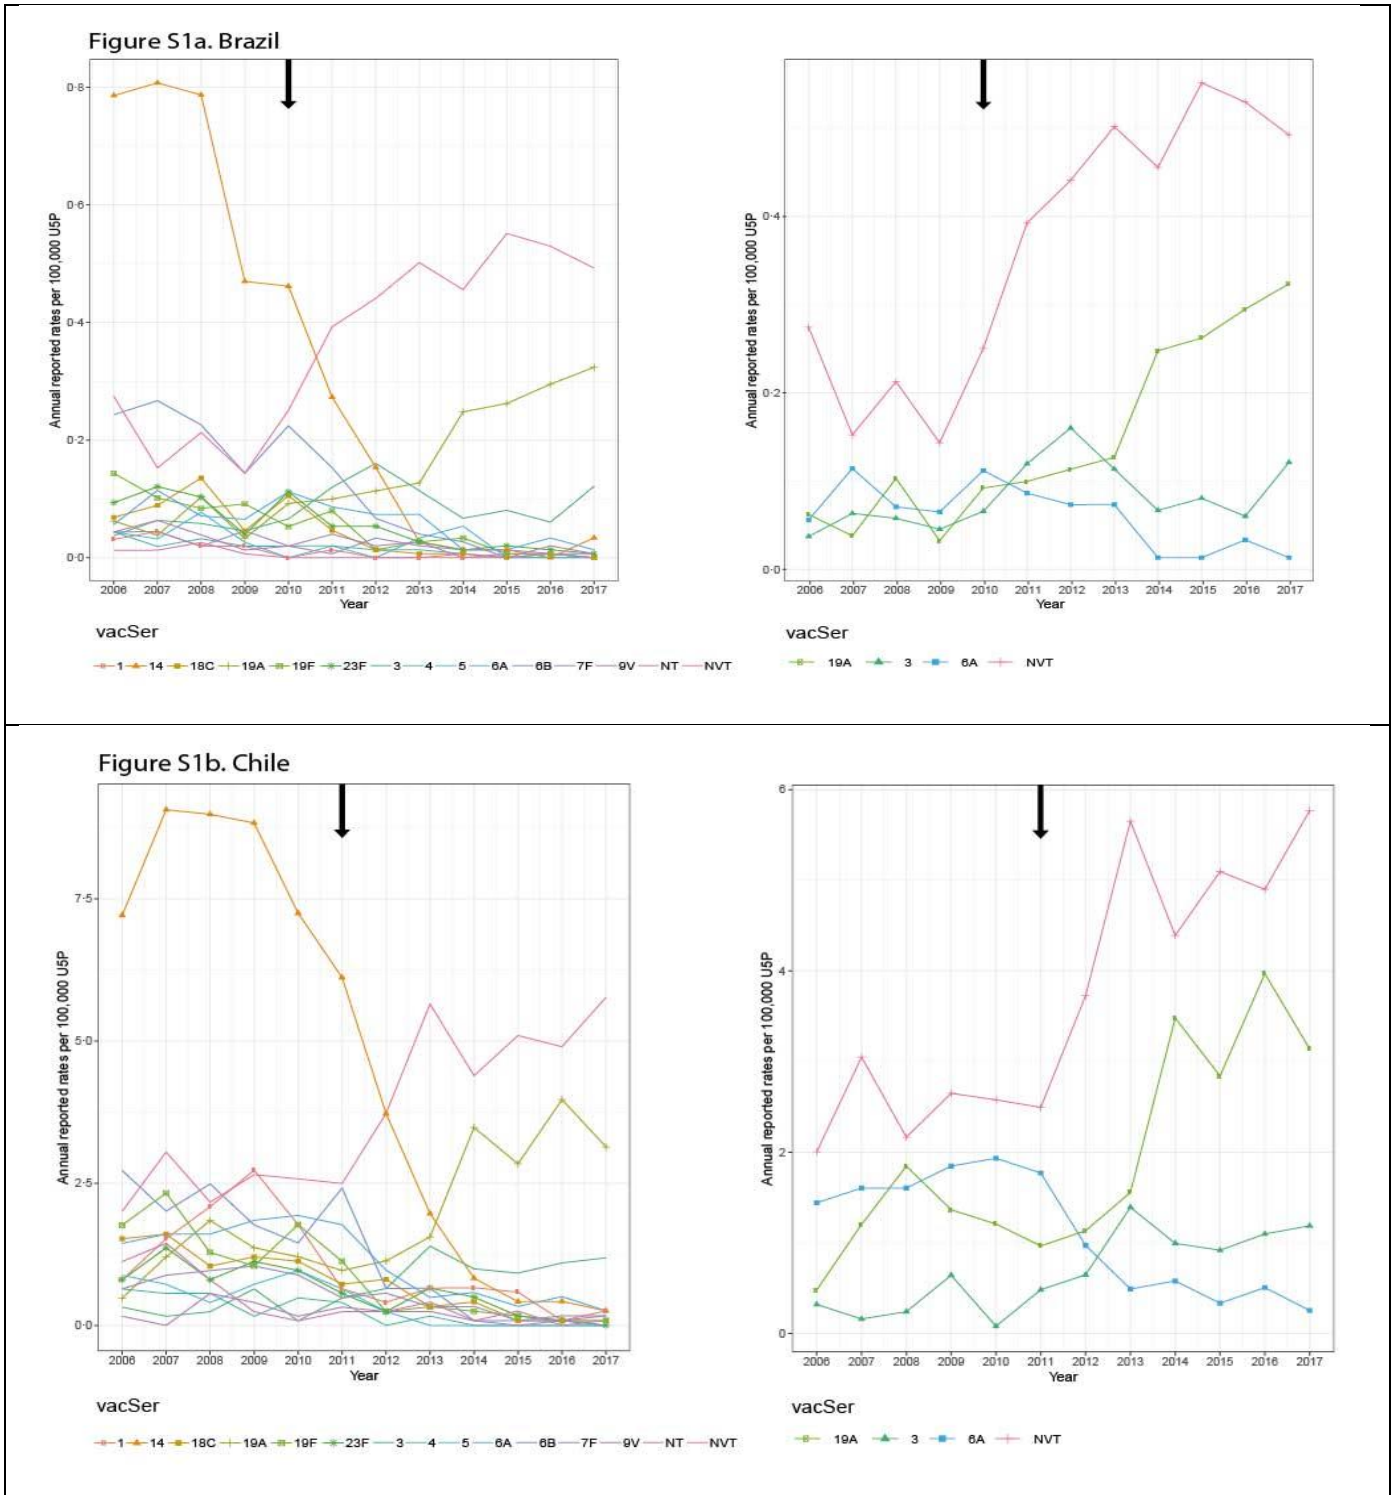 Figure S1a. Brazil
Annual reported rates per 100,000 U5P
0·8
0·6
0·4
0·2
0·0
2006 2007 2008 2009 2010 2011 2012 2013 2014 2015 2016 2017
Year
vacSer
1 14 18C 19A 19F 23F 3 4 5 6A 6B 7F 9V NT NVT
Annual reported rates per 100,000 U5P
0·4
0·2
0·0
2006 2007 2008 2009 2010 2011 2012 2013 2014 2015 2016 2017
Year
vacSer
19A 3 6A NVT
Figure S1b. Chile
Annual reported rates per 100,000 U5P
7·5
5·0
2·5
0·0
2006 2007 2008 2009 2010 2011 2012 2013 2014 2015 2016 2017
Year
vacSer
1 14 18C 19A 19F 23F 3 4 5 6A 6B 7F 9V NT NVT
Annual reported rates per 100,000 U5P
6
4
2
0
2006 2007 2008 2009 2010 2011 2012 2013 2014 2015 2016 2017
Year
vacSer
19A 3 6A NVT